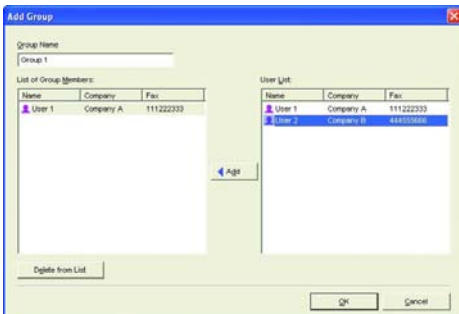 Add Group
Group Name
Group 1
List of Group Members:
Name Company Fax
User 1 Company A 111222333
Delete from List
Add
User List:
Name Company Fax
User 1 Company A 111222333
User 2 Company B 444555666
OK Cancel